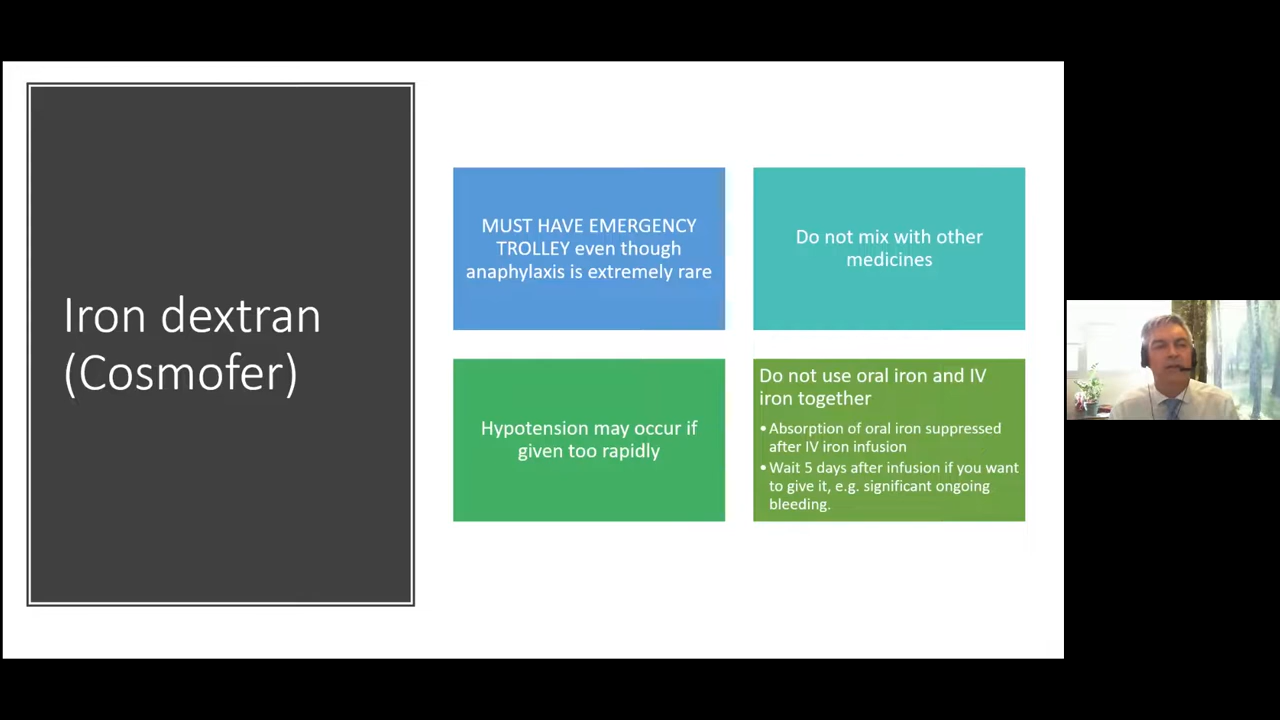 Iron dextran
(Cosmofer)
MUST HAVE EMERGENCY
TROLLEY even though
anaphylaxis is extremely rare
Do not mix with other
medicines
Hypotension may occur if
given too rapidly
Do not use oral iron and IV
iron together
•Absorption of oral iron suppressed
after IV iron infusion
•Wait 5 days after infusion if you want
to give it, e.g. significant ongoing
bleeding.